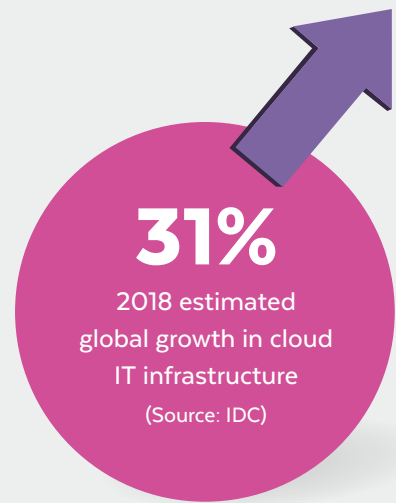 31%
2018 estimated
global growth in cloud
IT infrastructure
(Source: IDC)